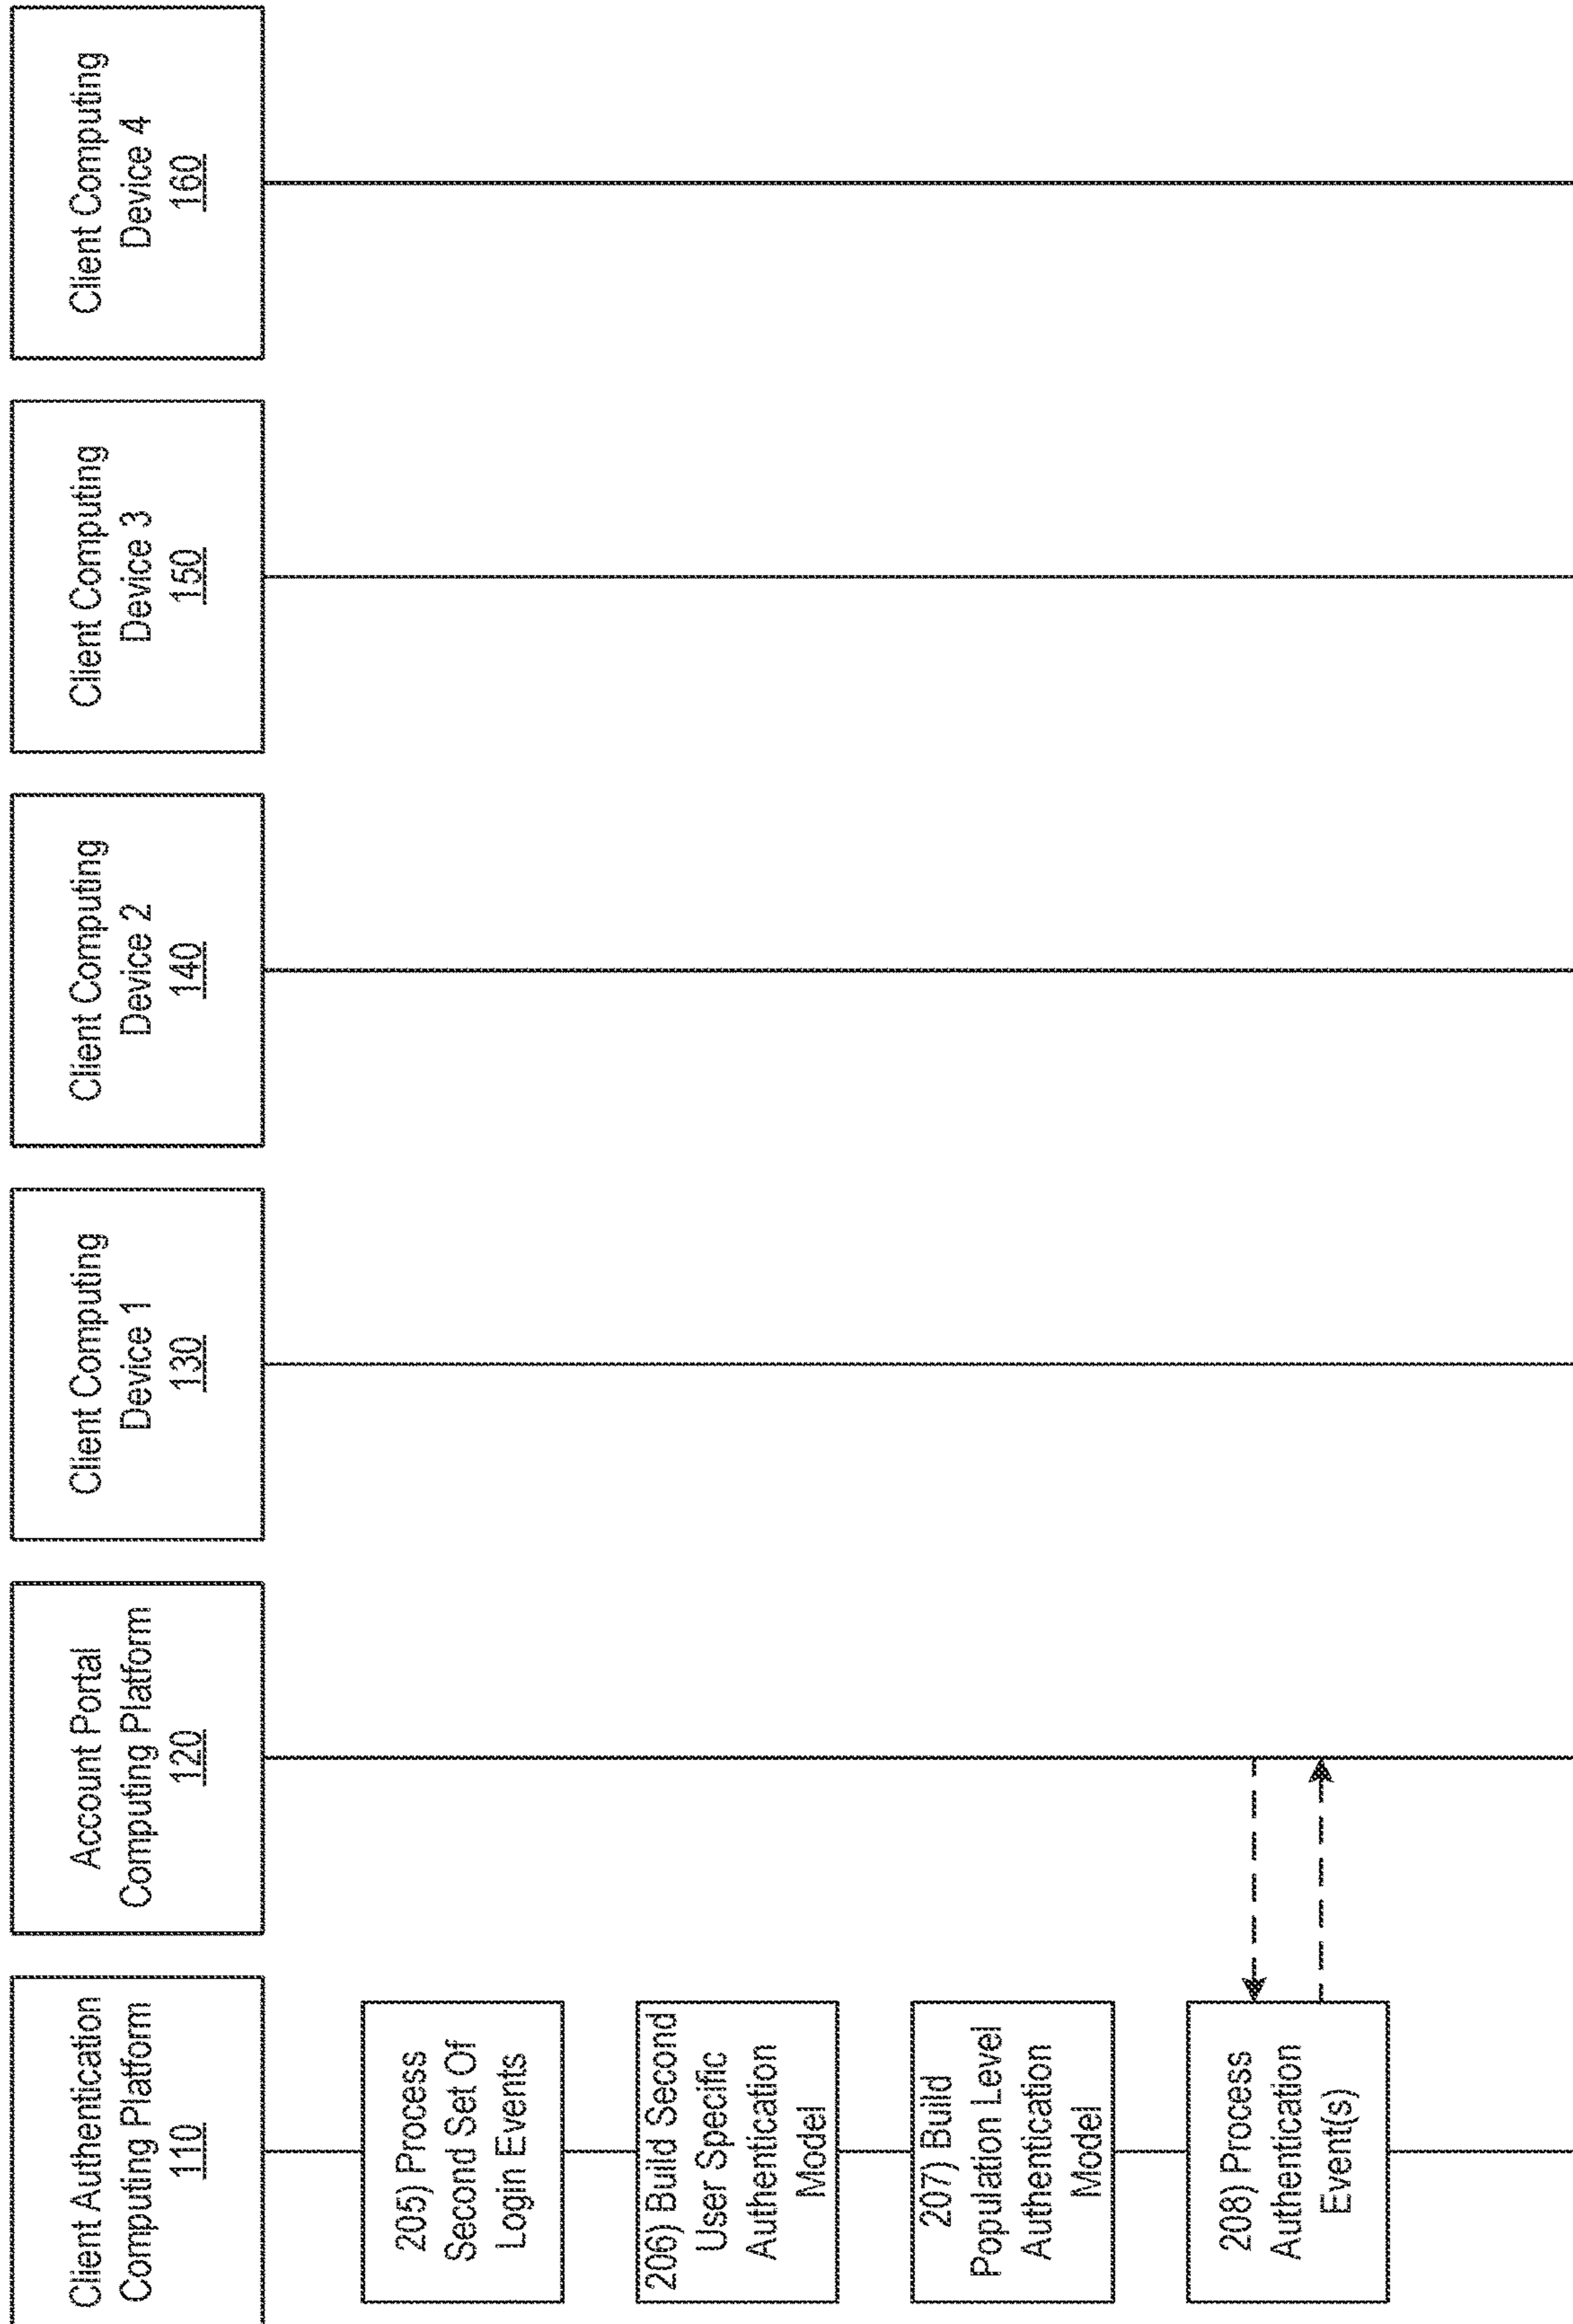 Client Authentication
Computing Platform
110
Account Portal
Computing Platform
120
Client Computing
Device 1
130
Client Computing
Device 2
140
Client Computing
Device 3
150
Client Computing
Device 4
160
205) Process
Second Set Of
Login Events
206) Build Second
User Specific
Authentication
Model
207) Build
Population Level
Authentication
Model
208) Process
Authentication
Event(s)